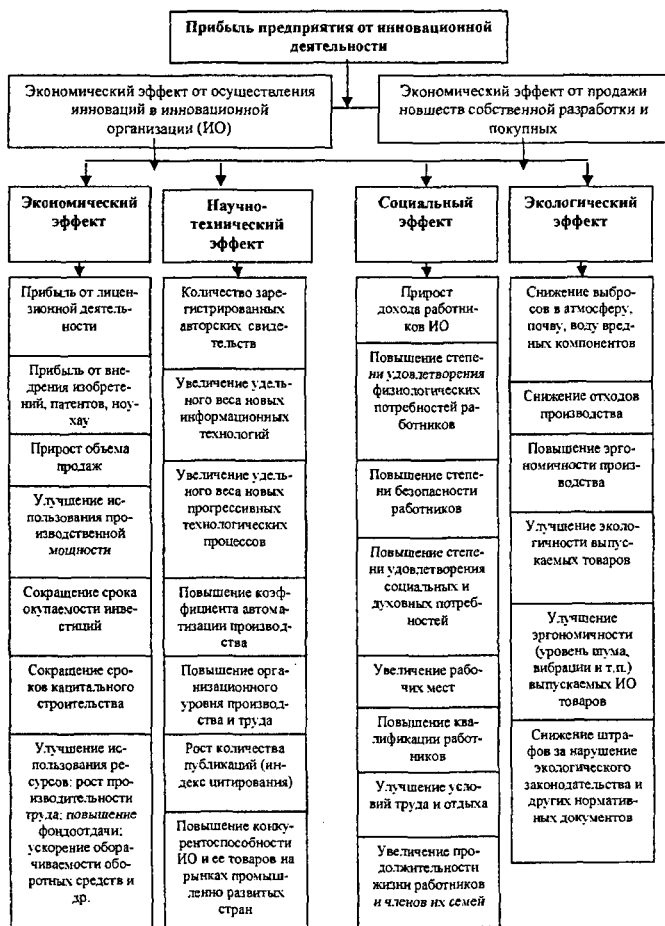 Прибыль предприятия от инновационной
деятельности
Экономический эффект от осуществления
инноваций в инновационной
организации (ИО)
Экономический эффект от продажи
новшеств собственной разработки и
покупных
Экономический
эффект
Научно-
технический
эффект
Социальный
эффект
Экологический
эффект
Прибыль от лицен-
зионной деятель-
ности
Прибыль от вне-
дрения изобрете-
ний, патентов, ноу-
хау
Прирост объема
продаж
Улучшение ис-
пользования про-
изводственной
мощности
Сокращение срока
окупаемости инве-
стиций
Сокращение сро-
ков капитального
строительства
Улучшение ис-
пользования ре-
сурсов: рост про-
изводительности
труда; повышение
фондоотдачи;
ускорение обора-
чиваемости обо-
ротных средств и
др.
Количество заре-
гистрированных
авторских свиде-
тельств
Увеличение удель-
ного веса новых
информационных
технологий
Увеличение удель-
ного веса новых
прогрессивных
технологических
процессов
Повышение коэф-
фициента автома-
тизации производ-
ства
Повышение орга-
низационного
уровня производ-
ства и труда
Рост количества
публикаций (ин-
декс цитирования)
Повышение конку-
рентоспособности
ИО и ее товаров на
рынках промыш-
ленно развитых
стран
Прирост
дохода работни-
ков ИО
Повышение степе-
ни удовлетворения
физиологических
потребностей ра-
ботников
Повышение степе-
ни безопасности
работников
Повышение степе-
ни удовлетворения
социальных и
духовных потреб-
ностей
Увеличение рабо-
чих мест
Повышение ква-
лификации работ-
ников
Улучшение усло-
вий труда и отдыха
Увеличение про-
должительности
жизни работников
и членов их семей
Снижение выбро-
сов в атмосферу,
почву, воду вред-
ных компонентов
Снижение отходов
производства
Повышение эрго-
номичности произ-
водства
Улучшение эколо-
гичности выпус-
каемых товаров
Улучшение
эргономичности
(уровень шума,
вибрации и т.п.)
выпускаемых ИО
товаров
Снижение штра-
фов за нарушение
экологического
законодательства и
других норматив-
ных документов